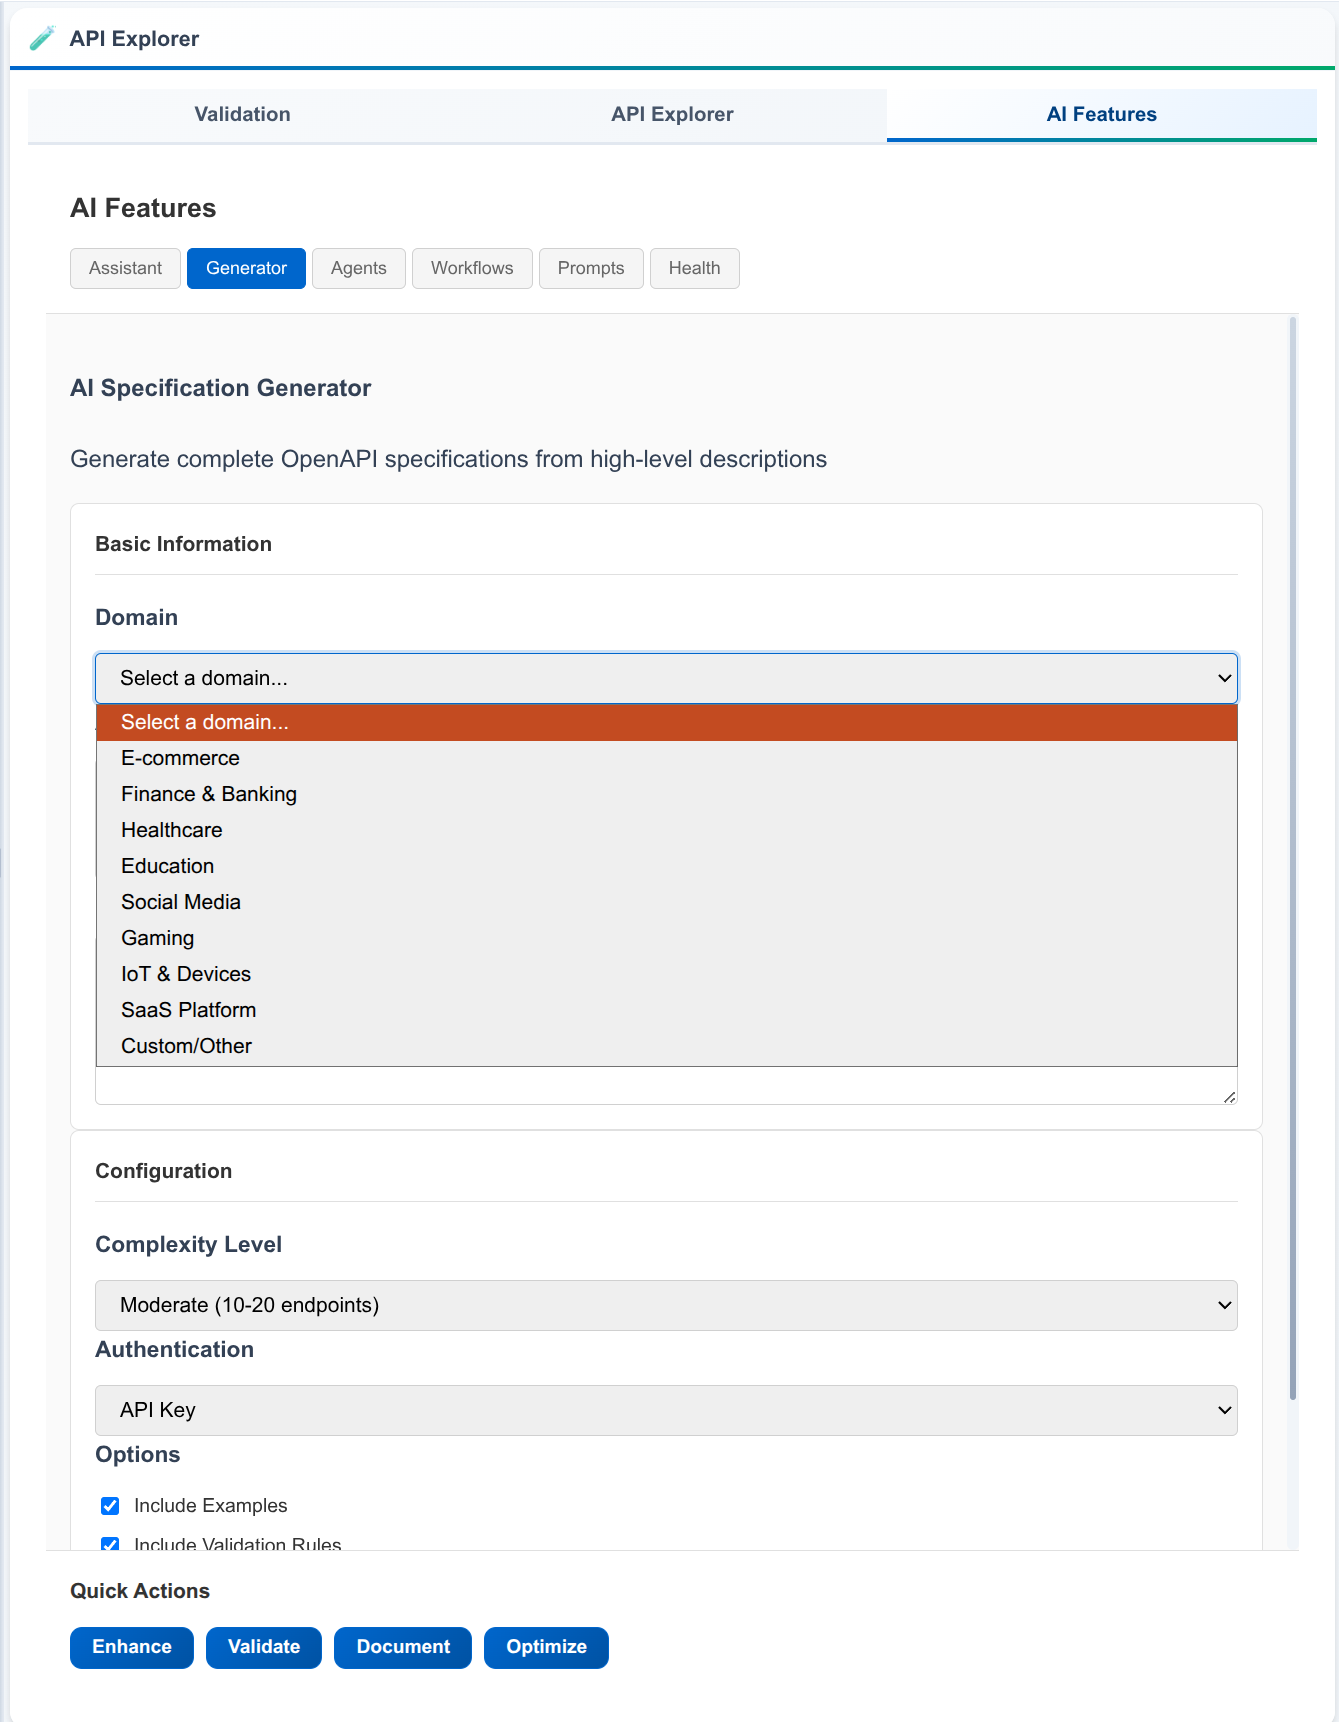 API Explorer
Validation
API Explorer
AI Features
AI Features
Assistant
Generator
Agents
Workflows
Prompts
Health
AI Specification Generator
Generate complete OpenAPI specifications from high-level descriptions
Basic Information
Domain
Select a domain...
Select a domain...
E-commerce
Finance & Banking
Healthcare
Education
Social Media
Gaming
IoT & Devices
SaaS Platform
Custom/Other
Configuration
Complexity Level
Moderate (10-20 endpoints)
Authentication
API Key
Options
Include Examples
Include Validation Rules
Quick Actions
Enhance
Validate
Document
Optimize